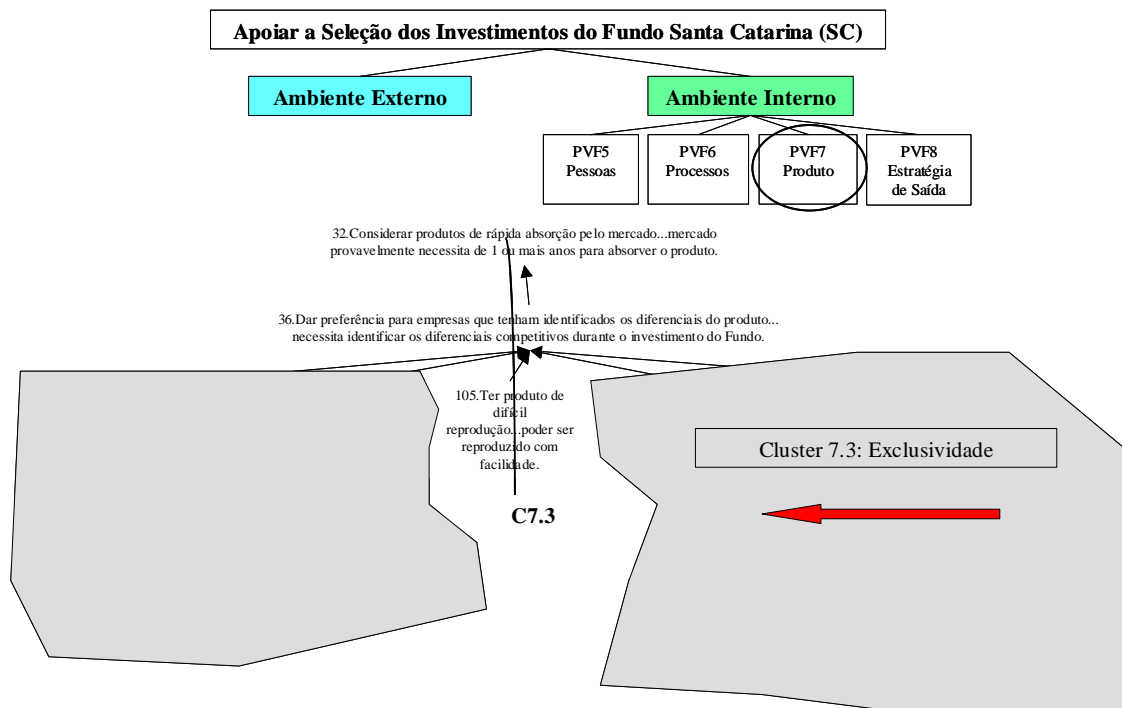 Apoiar a Seleção dos Investimentos do Fundo Santa Catarina (SC)
Ambiente Externo
Ambiente Interno
PVF5
Pessoas
PVF6
Processos
PVF7
Produto
PVF8
Estratégia
de Saída
32.Considerar produtos de rápida absorção pelo mercado...mercado
provavelmente necessita de 1 ou mais anos para absorver o produto.
36.Dar preferência para empresas que tenham identificados os diferenciais do produto...
necessita identificar os diferenciais competitivos durante o investimento do Fundo.
105.Ter produto de
difícil
reprodução...poder ser
reproduzido com
facilidade.
Cluster 7.3: Exclusividade
C7.3